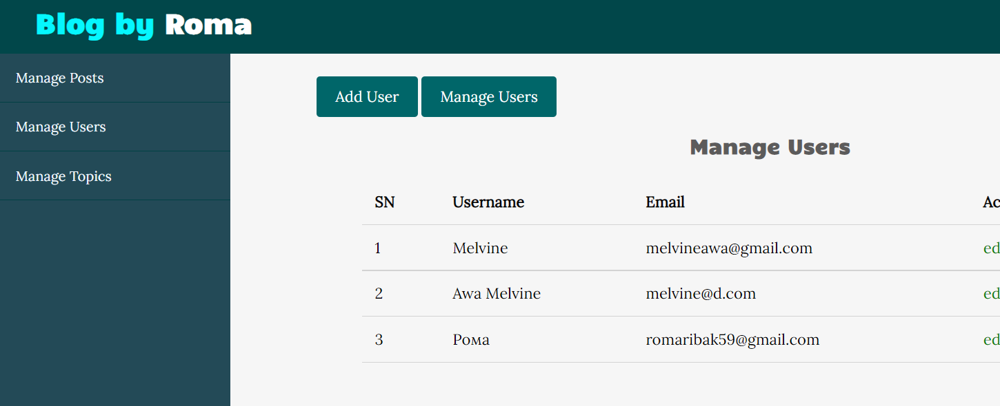 Blog by Roma
Manage Posts
Manage Users
Manage Topics
Add User Manage Users
Manage Users
SN Username Email Ac
1 Melvine melvineawa@gmail.com ed
2 Awa Melvine melvine@d.com ed
3 Рома romaribak59@gmail.com ed